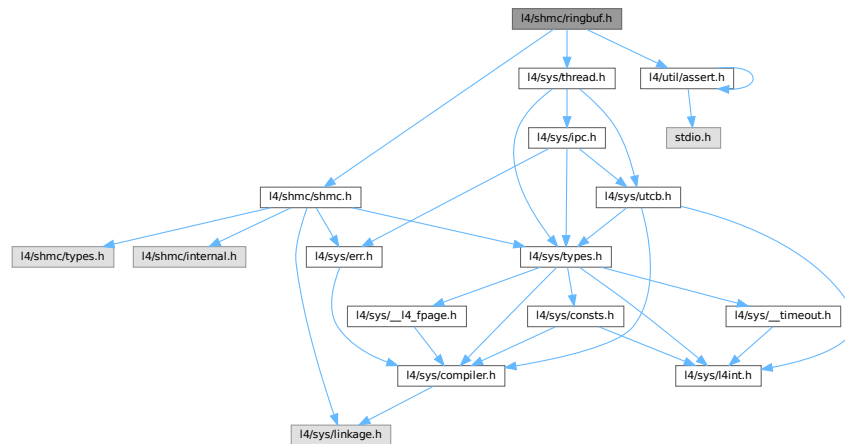 l4/shmc/ringbuf.h
l4/sys/thread.h
l4/util/assert.h
l4/sys/ipc.h
stdio.h
l4/shmc/shmc.h
l4/sys/utcb.h
l4/shmc/types.h
l4/shmc/internal.h
l4/sys/err.h
l4/sys/types.h
l4/sys/__l4_fpage.h
l4/sys/consts.h
l4/sys/__timeout.h
l4/sys/compiler.h
l4/sys/l4int.h
l4/sys/linkage.h